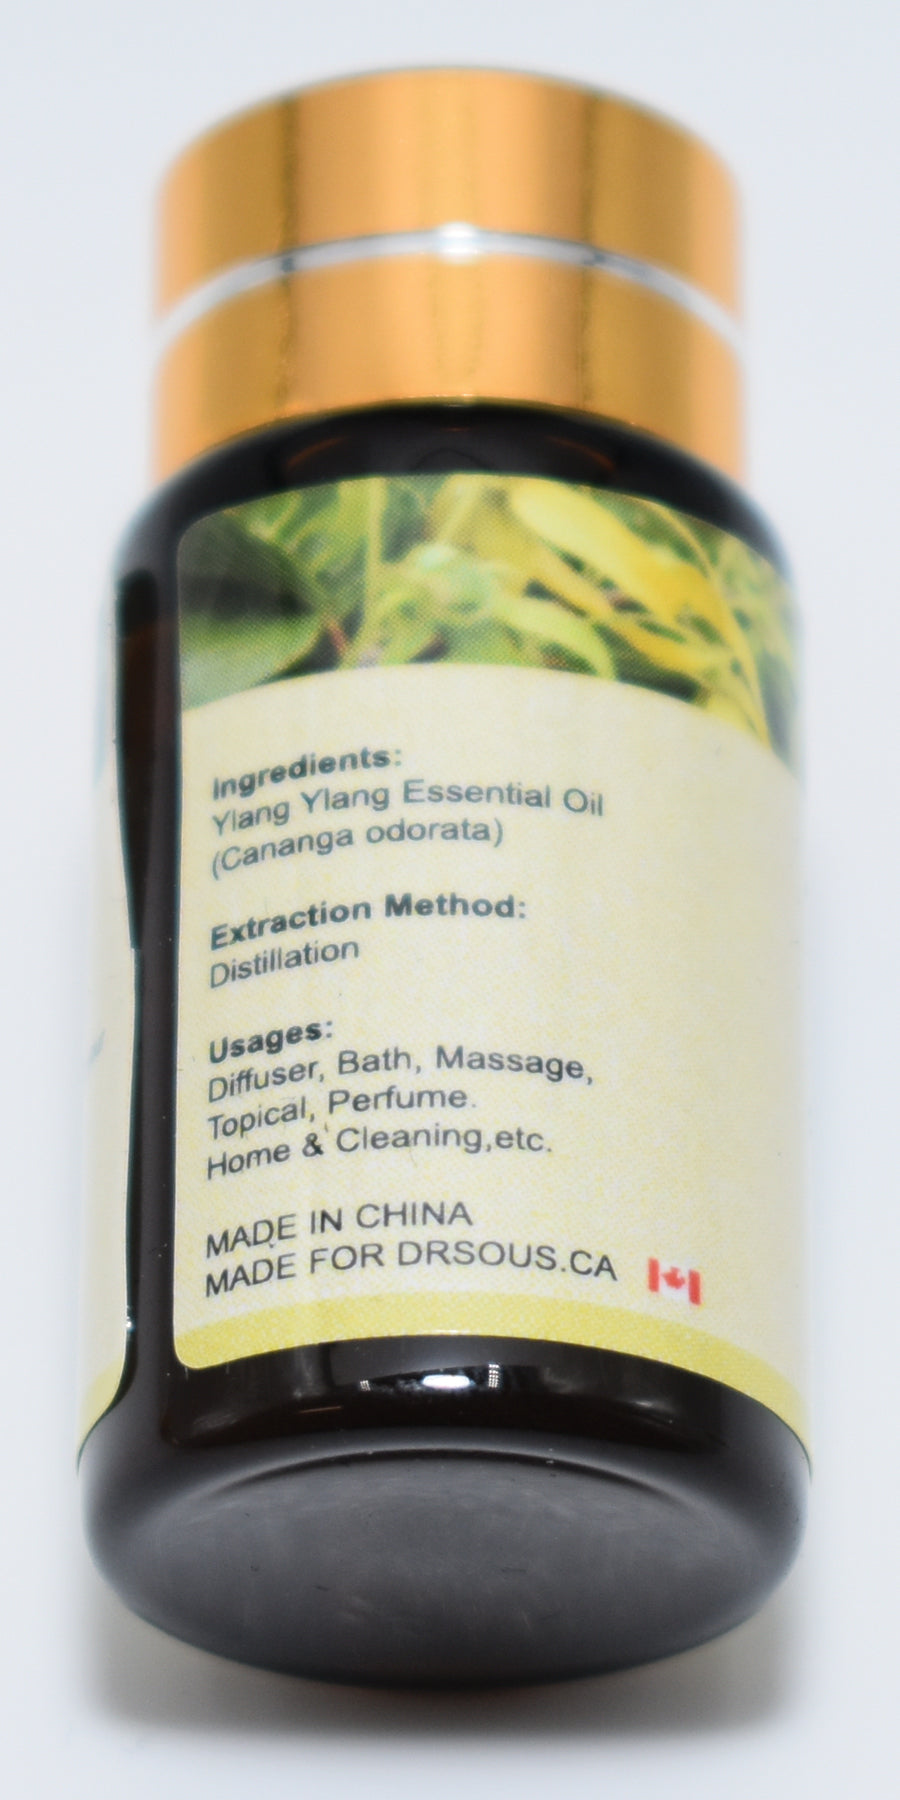 Ingredients:
Ylang Ylang Essential Oil
(Cananga odorata)
Extraction Method:
Distillation
Usages:
Diffuser, Bath, Massage,
Topical, Perfume.
Home & Cleaning,etc.
MADE IN CHINA
MADE FOR DRSOUS.CA